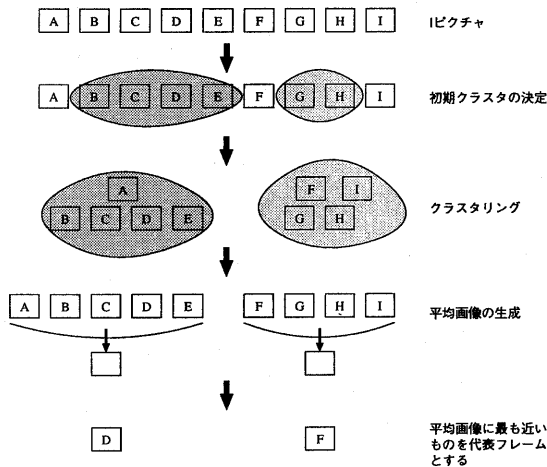 A B C D E F G H I Iピクチャ
A B C D E F G H I 初期クラスタの決定
A F I
B C D E G H クラスタリング
A B C D E F G H I 平均画像の生成
D F 平均画像に最も近い
ものを代表フレーム
とする